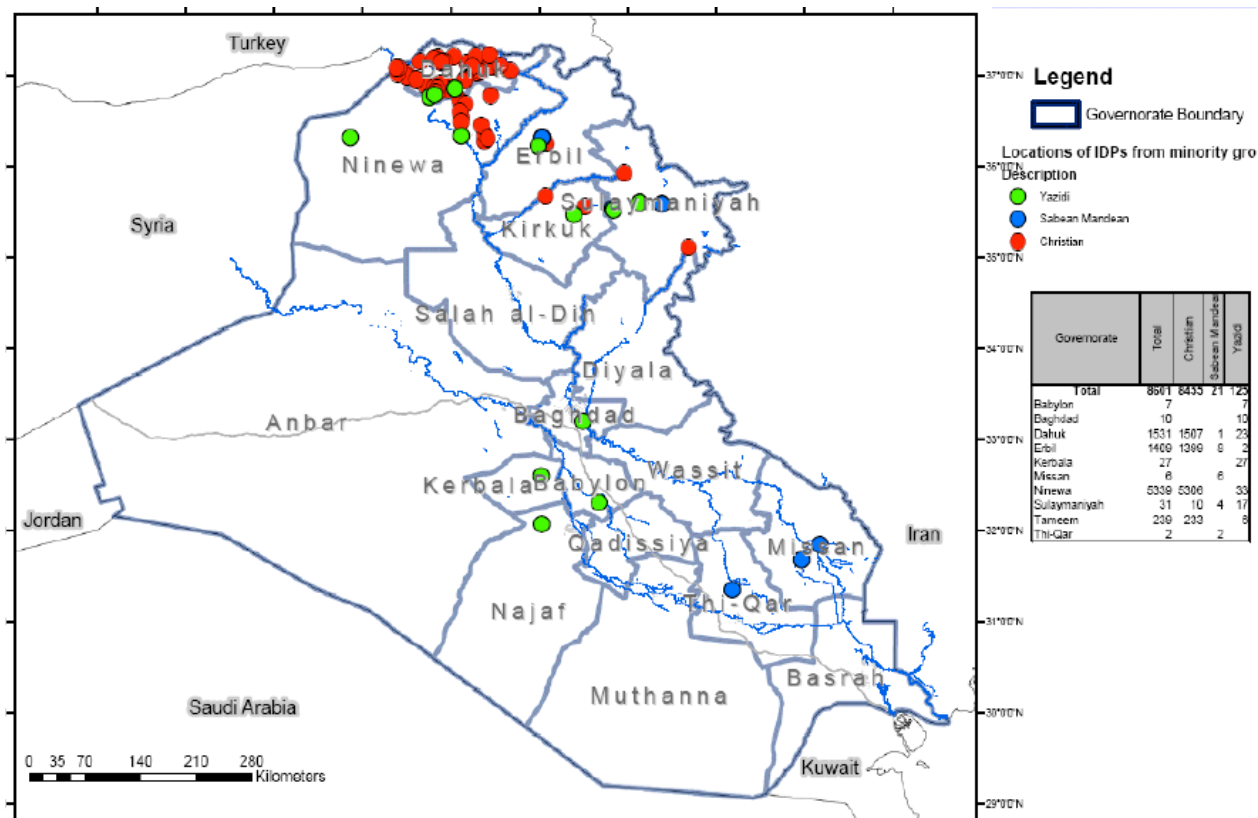 Turkey
Dahuk
Ninewa
Erbil
Sulaymaniyah
Kirkuk
Syria
Salah al-Din
Diyala
Anbar
Baghdad
Wassit
Kerbala
Babylon
Jordan
Qadissiya
Missan
Iran
Najaf
Thi-Qar
Basrah
Muthanna
Saudi Arabia
Kuwait
0 35 70 140 210 280
Kilometers
37°0'0"N
36°0'0"N
35°0'0"N
34°0'0"N
33°0'0"N
32°0'0"N
31°0'0"N
30°0'0"N
29°0'0"N
Legend
Governorate Boundary
Locations of IDPs from minority gro
Description
Yazidi
Sabean Mandean
Christian
Governorate Total Christian Sabean Mandean Yazidi
Total 8601 8455 21 125
Babylon 7 7
Baghdad 10 10
Dahuk 1531 1507 1 23
Erbil 1409 1399 8 2
Kerbala 27 27
Missan 6 6
Ninewa 5339 5306 33
Sulaymaniyah 31 10 4 17
Tameem 239 233 6
Thi-Qar 2 2